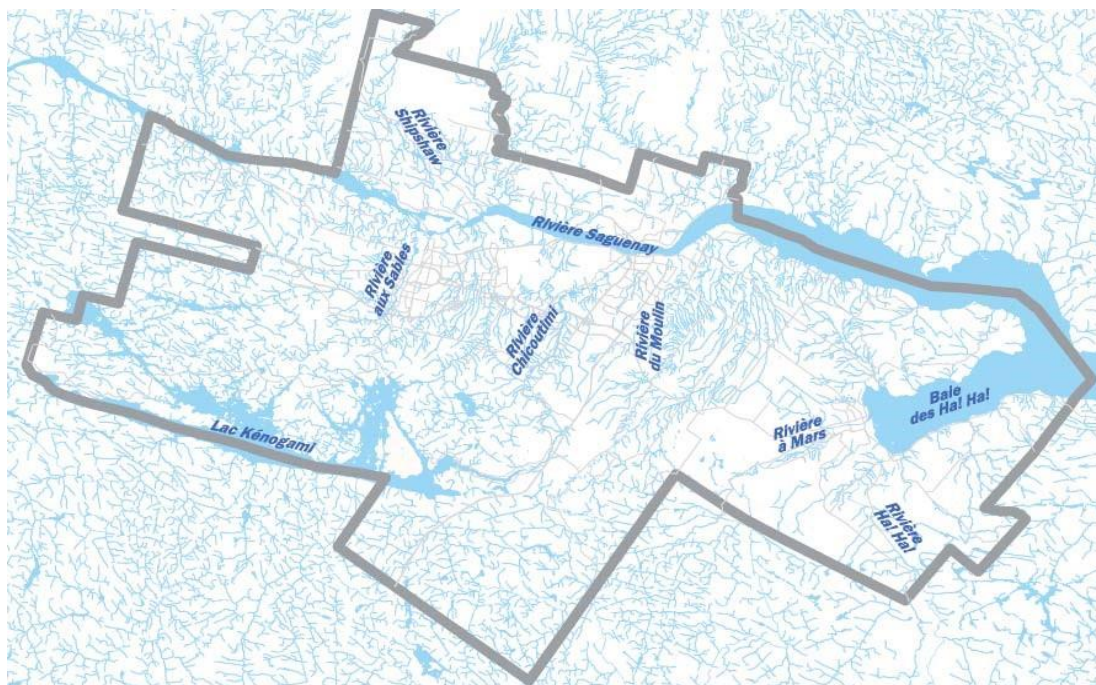 Rivière
Shipshaw
Rivière Saguenay
Rivière
aux Sables
Rivière
Chicoutimi
Rivière
du Moulin
Baie
des Ha! Ha!
Rivière
à Mars
Lac Kénogami
Rivière
Ha! Ha!